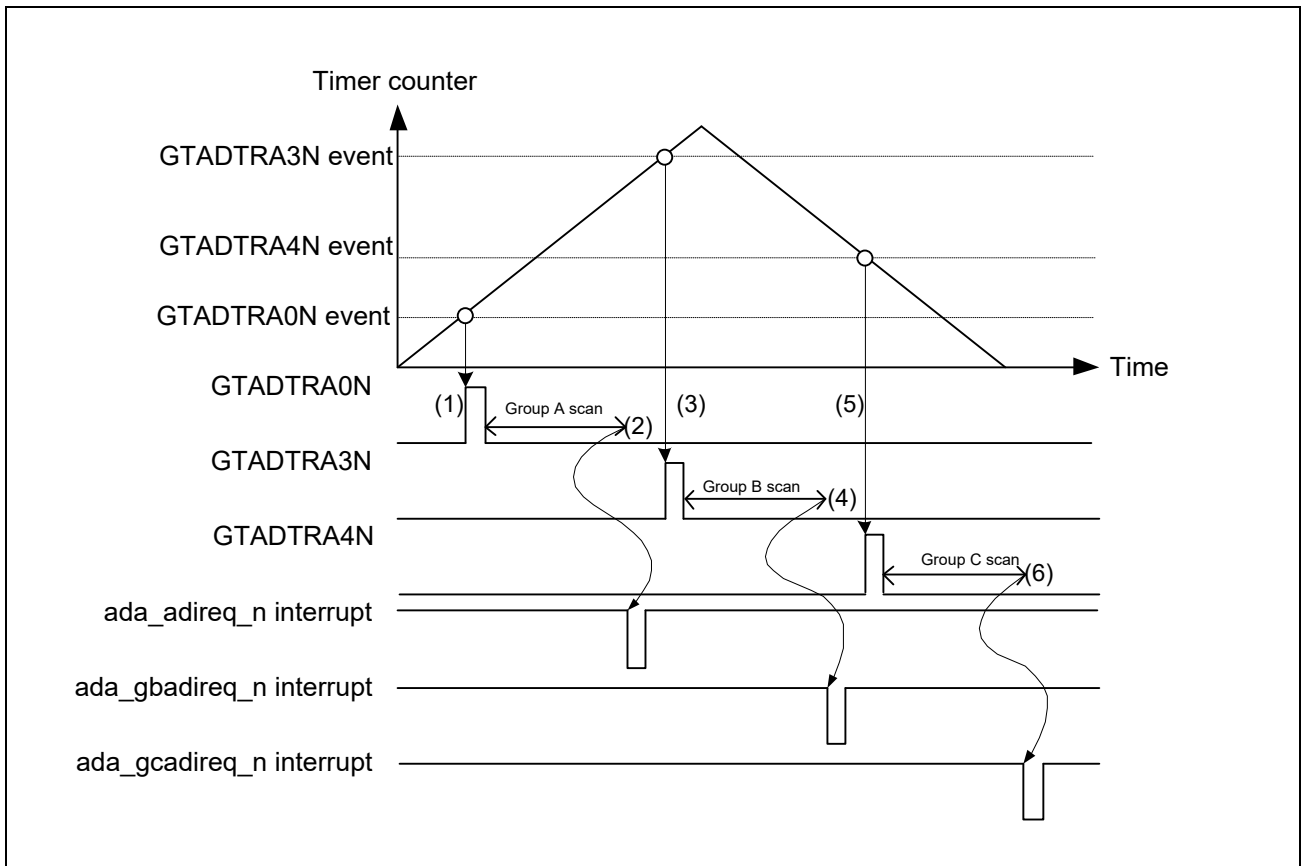 Timer counter
GTADTRA3N event
GTADTRA4N event
GTADTRA0N event
Time
GTADTRA0N
(1)
Group A scan
(2)
(3)
(5)
GTADTRA3N
Group B scan
(4)
GTADTRA4N
Group C scan
(6)
ada_adireq_n interrupt
ada_gbadireq_n interrupt
ada_gcadireq_n interrupt